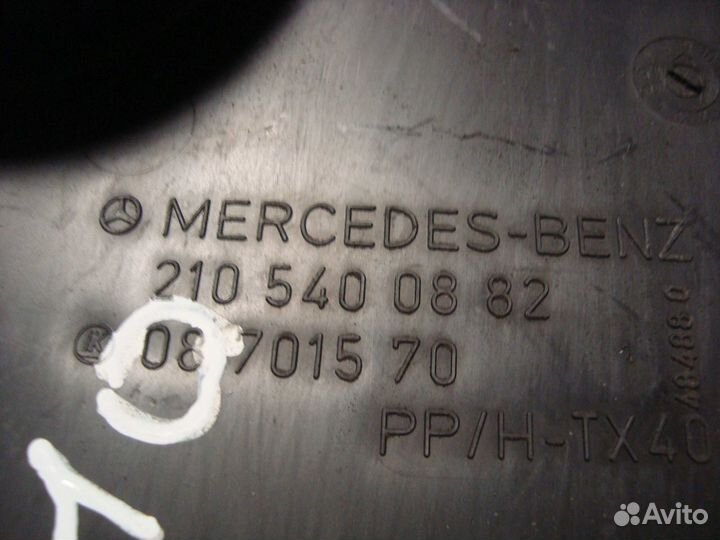 MERCEDES-BENZ
210 540 08 82
K 08 7015 70
PP/H-TX40
Avito